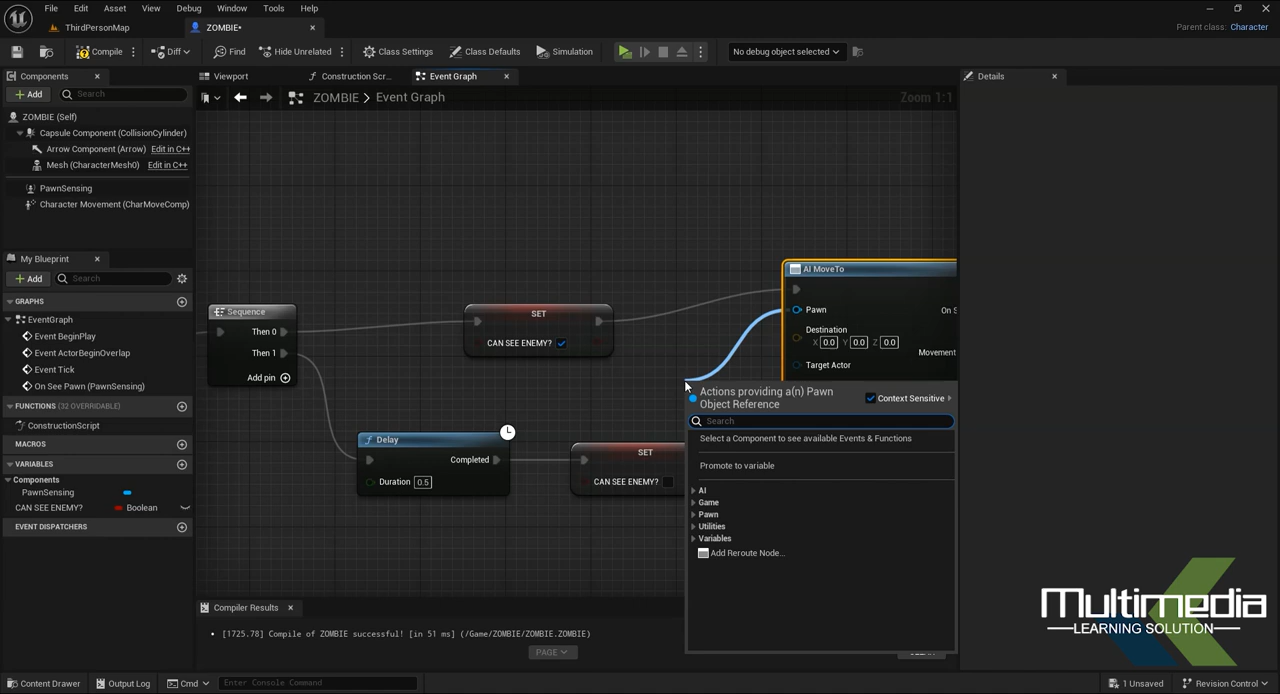 File Edit Asset View Debug Window Tools Help
ThirdPersonMap ZOMBIE* Parent class: Character
Compile Diff Find Hide Unrelated Class Settings Class Defaults Simulation No debug object selected
Components Viewport Construction Scr... Event Graph Details
Add Search ZOMBIE > Event Graph Zoom 1:1
ZOMBIE (Self)
Capsule Component (CollisionCylinder)
Arrow Component (Arrow) Edit in C++
Mesh (CharacterMesh0) Edit in C++
PawnSensing
Character Movement (CharMoveComp)
My Blueprint
Add Search
GRAPHS
EventGraph
Event BeginPlay
Event ActorBeginOverlap
Event Tick
On See Pawn (PawnSensing)
FUNCTIONS (32 OVERRIDABLE)
ConstructionScript
MACROS
VARIABLES
Components
PawnSensing
CAN SEE ENEMY? Boolean
EVENT DISPATCHERS
Sequence
Then 0
Then 1
Add pin
SET
CAN SEE ENEMY?
Delay
Completed
Duration 0.5
SET
CAN SEE ENEMY?
AI MoveTo
Pawn On S
Destination
X 0.0 Y 0.0 Z 0.0
Movement
Target Actor
Actions providing a(n) Pawn
Object Reference
Context Sensitive
Search
Select a Component to see available Events & Functions
Promote to variable
AI
Game
Pawn
Utilities
Variables
Add Reroute Node...
Compiler Results
[1725.78] Compile of ZOMBIE successful! [in 51 ms] (/Game/ZOMBIE/ZOMBIE.ZOMBIE)
PAGE
Multimedia
LEARNING SOLUTION
Content Drawer Output Log Cmd Enter Console Command 1 Unsaved Revision Control